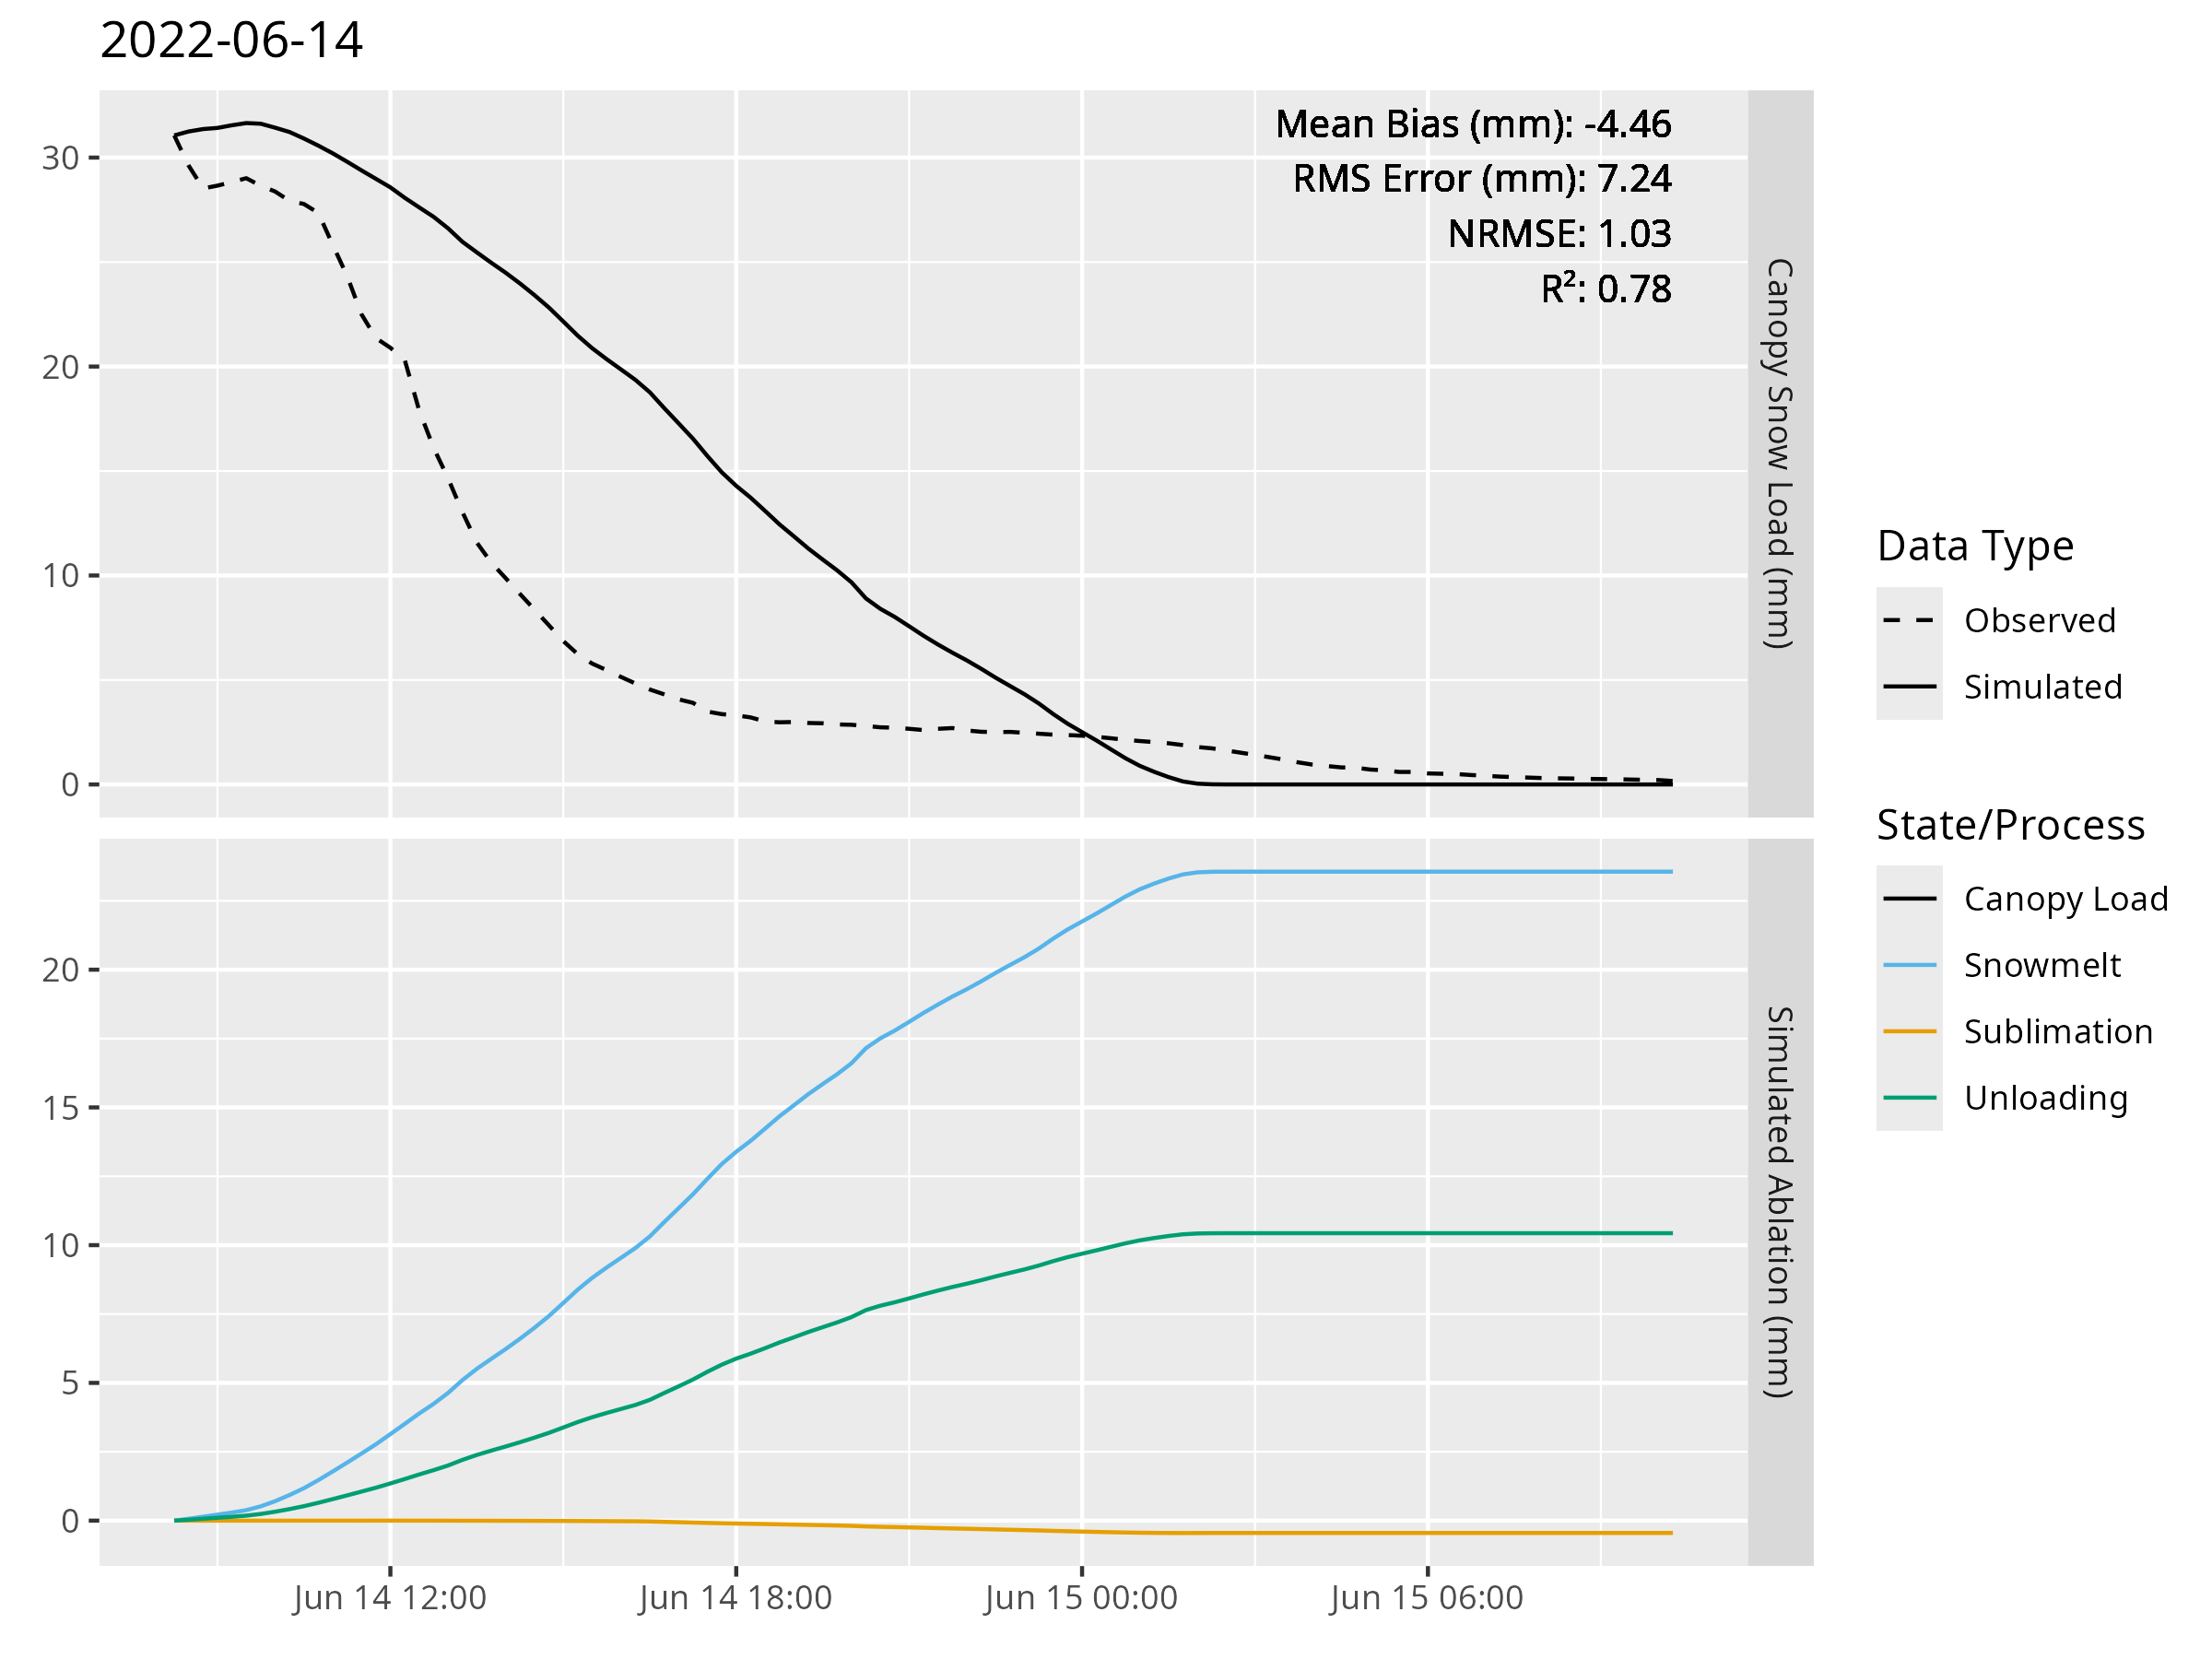 2022-06-14
Mean Bias (mm): -4.46
RMS Error (mm): 7.24
NRMSE: 1.03
R²: 0.78
30
20
10
0
Canopy Snow Load (mm)
20
15
10
5
0
Simulated Ablation (mm)
Jun 14 12:00
Jun 14 18:00
Jun 15 00:00
Jun 15 06:00
Data Type
Observed
Simulated
State/Process
Canopy Load
Snowmelt
Sublimation
Unloading